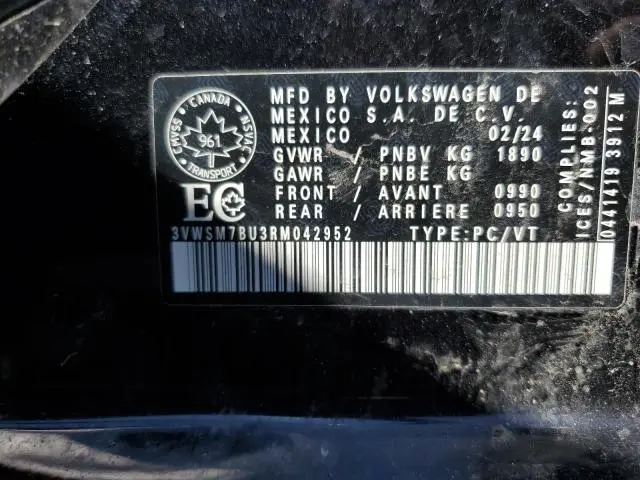 CMVSS CANADA NSVAC
961
TRANSPORT
EC
MFD BY VOLKSWAGEN DE
MEXICO S.A. DE C.V.
MEXICO 02/24
GVWR / PNBV KG 1890
GAWR / PNBE KG
FRONT / AVANT 0990
REAR / ARRIERE 0950
3VWSM7BU3RM042952 TYPE:PC/VT
COMPLIES:
ICES/NMB-002
0441419 3912 M